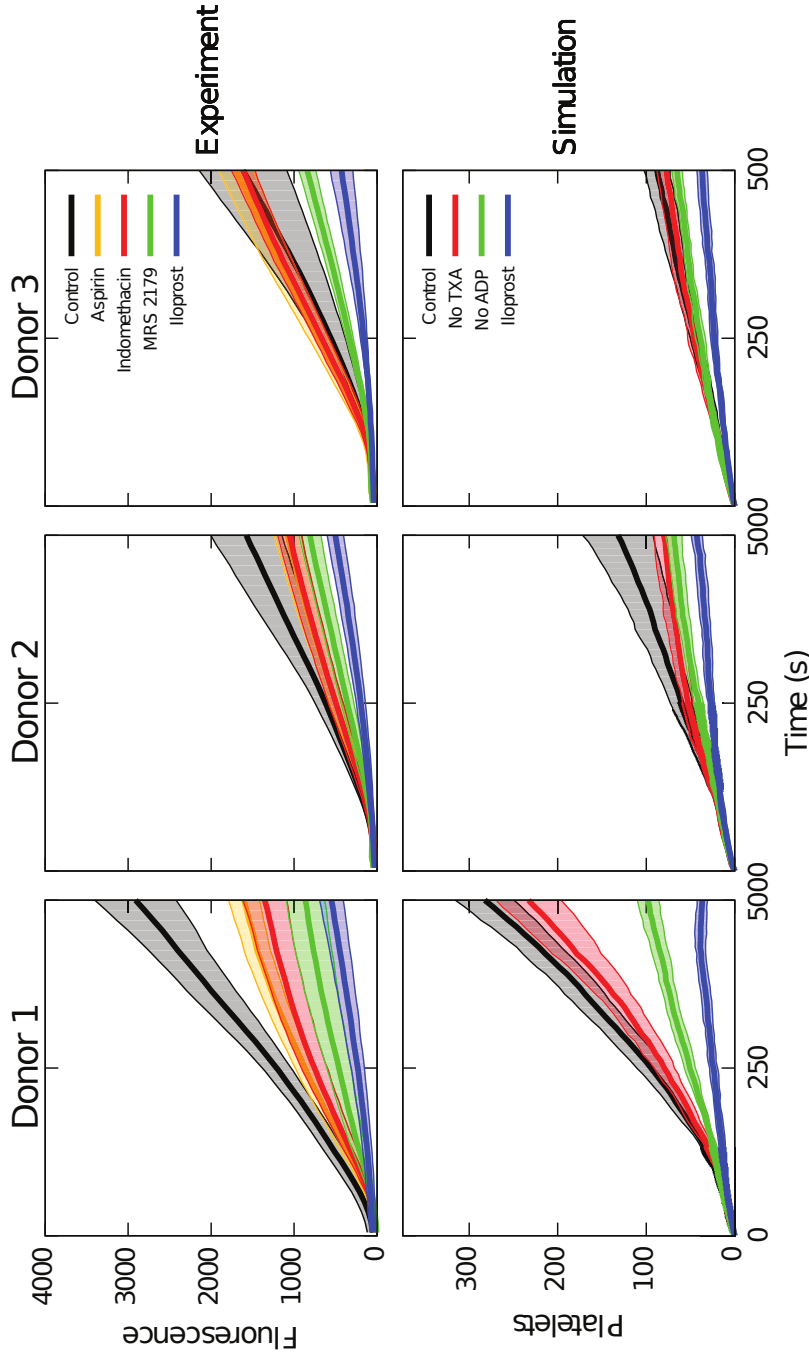 Donor 1
Donor 2
Donor 3
4000
3000
2000
1000
0
Fluorescence
Control
Aspirin
Indomethacin
MRS 2179
Iloprost
Experiment
300
200
100
0
Platelets
Control
No TXA
No ADP
Iloprost
Simulation
0
250
5000
250
5000
250
500
Time (s)